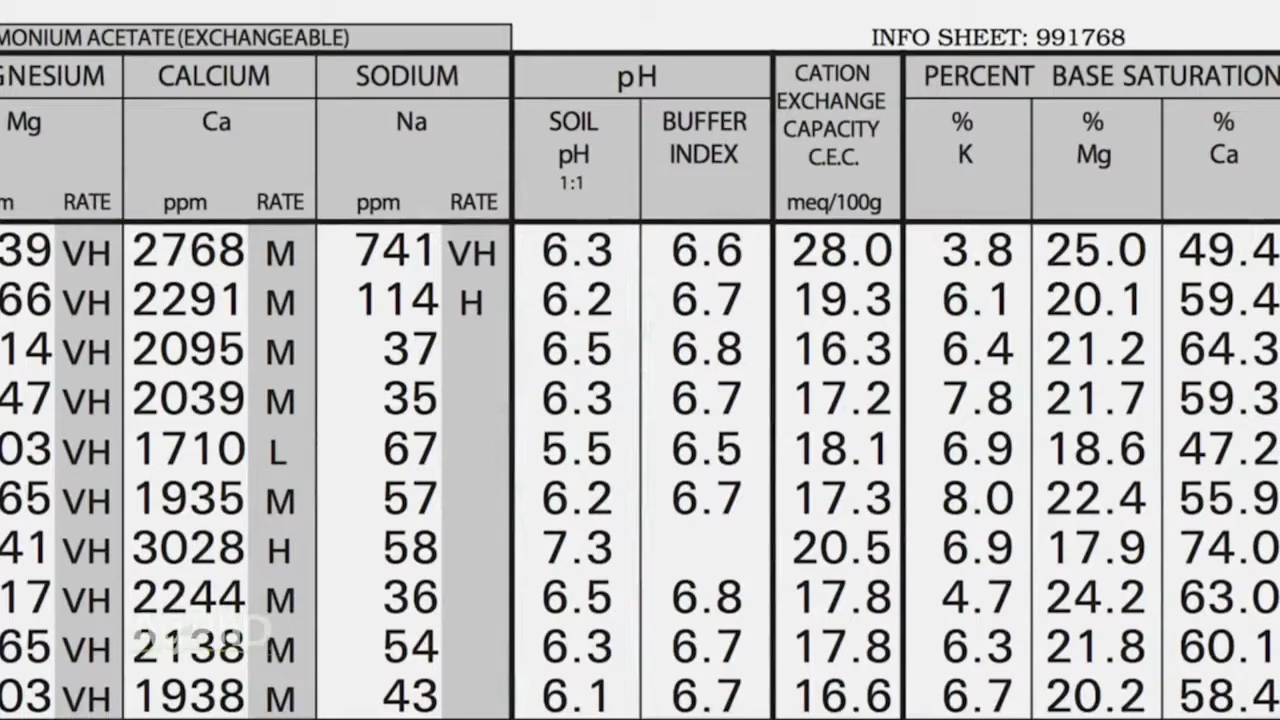 MONIUM ACETATE (EXCHANGEABLE) INFO SHEET: 991768
GNESIUM CALCIUM SODIUM pH CATION EXCHANGE CAPACITY C.E.C. PERCENT BASE SATURATION
Mg Ca Na SOIL pH 1:1 BUFFER INDEX % K % Mg % Ca
m RATE ppm RATE ppm RATE meq/100g
39 VH 2768 M 741 VH 6.3 6.6 28.0 3.8 25.0 49.4
66 VH 2291 M 114 H 6.2 6.7 19.3 6.1 20.1 59.4
14 VH 2095 M 37 6.5 6.8 16.3 6.4 21.2 64.3
47 VH 2039 M 35 6.3 6.7 17.2 7.8 21.7 59.3
03 VH 1710 L 67 5.5 6.5 18.1 6.9 18.6 47.2
65 VH 1935 M 57 6.2 6.7 17.3 8.0 22.4 55.9
41 VH 3028 H 58 7.3 20.5 6.9 17.9 74.0
17 VH 2244 M 36 6.5 6.8 17.8 4.7 24.2 63.0
65 VH 2138 M 54 6.3 6.7 17.8 6.3 21.8 60.1
03 VH 1938 M 43 6.1 6.7 16.6 6.7 20.2 58.4